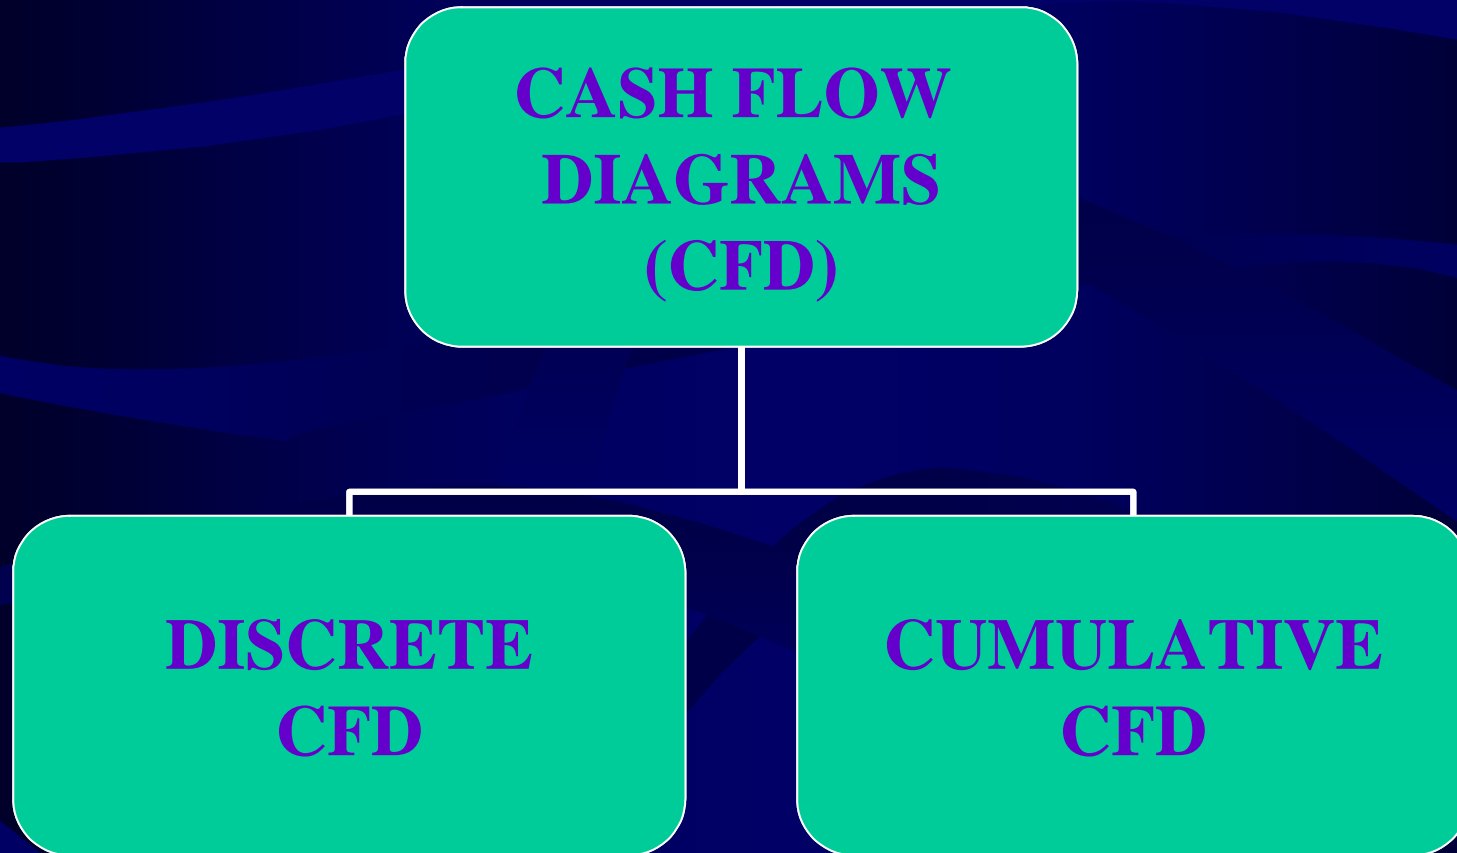 CASH FLOW
DIAGRAMS
(CFD)
DISCRETE
CFD
CUMULATIVE
CFD